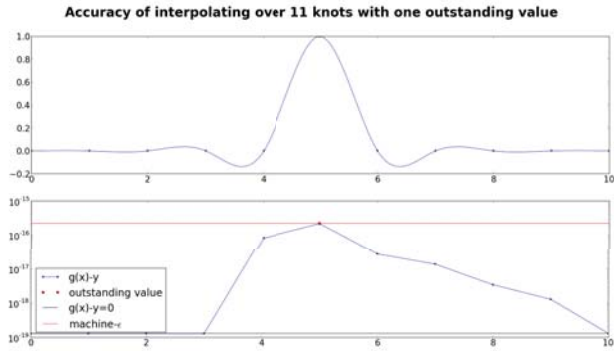 Accuracy of interpolating over 11 knots with one outstanding value
1.0
0.8
0.6
0.4
0.2
0.0
−0.2
0 2 4 6 8 10
10⁻¹⁵
10⁻¹⁶
10⁻¹⁷
10⁻¹⁸
10⁻¹⁹
g(x)-y
outstanding value
g(x)-y=0
machine-ϵ
0 2 4 6 8 10